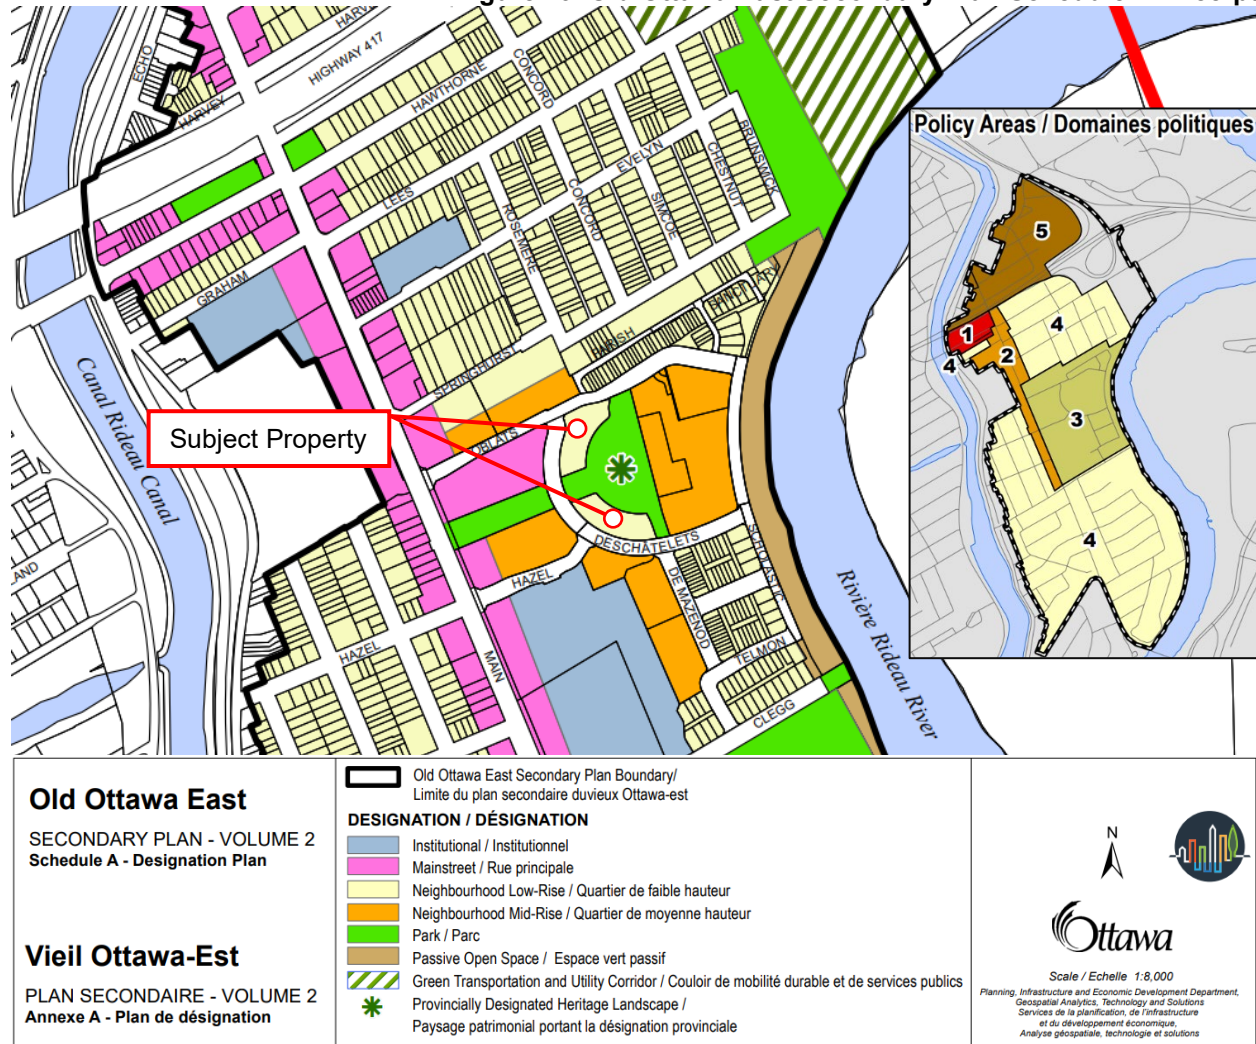 HARVEY
ECHO
HIGHWAY 417
HARVEY
HAWTHORNE
CONCORD
BRUNSWICK
CHESTNUT
EVELYN
SIMCOE
CONCORD
LEES
ROSEMERE
GRAHAM
SPRINGHURST
OBLATS
DESCHÂTELETS
SCHOLASTIC
HAZEL
DE MAZENOD
TELMON
CLEGG
HAZEL
MAIN
Canal Rideau Canal
Rivière Rideau River
Subject Property
Policy Areas / Domaines politiques
5
1
4
2
4
3
4
Old Ottawa East
SECONDARY PLAN - VOLUME 2
Schedule A - Designation Plan
Vieil Ottawa-Est
PLAN SECONDAIRE - VOLUME 2
Annexe A - Plan de désignation
Old Ottawa East Secondary Plan Boundary/
Limite du plan secondaire duvieux Ottawa-est
DESIGNATION / DÉSIGNATION
Institutional / Institutionnel
Mainstreet / Rue principale
Neighbourhood Low-Rise / Quartier de faible hauteur
Neighbourhood Mid-Rise / Quartier de moyenne hauteur
Park / Parc
Passive Open Space / Espace vert passif
Green Transportation and Utility Corridor / Couloir de mobilité durable et de services publics
Provincially Designated Heritage Landscape /
Paysage patrimonial portant la désignation provinciale
N
Ottawa
Scale / Echelle 1:8,000
Planning, Infrastructure and Economic Development Department,
Geospatial Analytics, Technology and Solutions
Services de la planification, de l'infrastructure
et du développement économique,
Analyse géospatiale, technologie et solutions